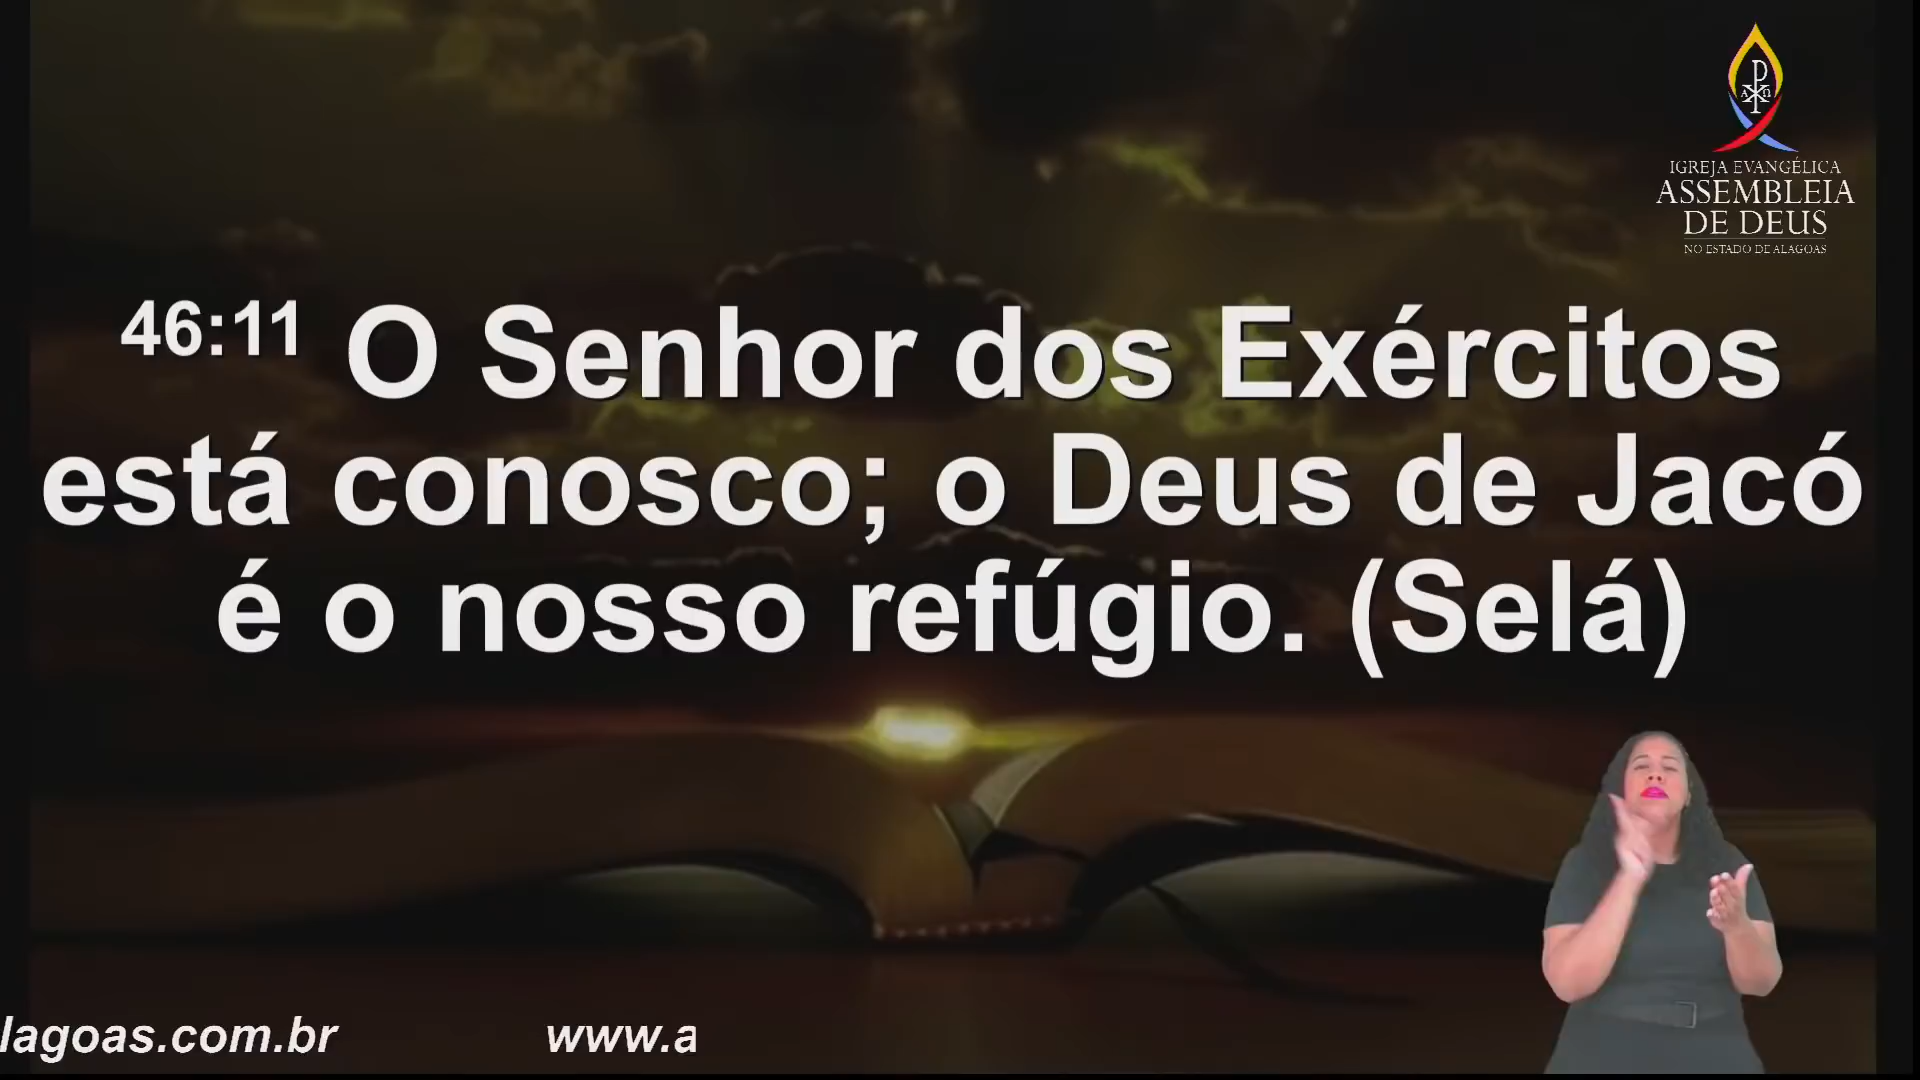 IGREJA EVANGÉLICA
ASSEMBLEIA
DE DEUS
NO ESTADO DE ALAGOAS
46:11 O Senhor dos Exércitos
está conosco; o Deus de Jacó
é o nosso refúgio. (Selá)
lagoas.com.br www.a